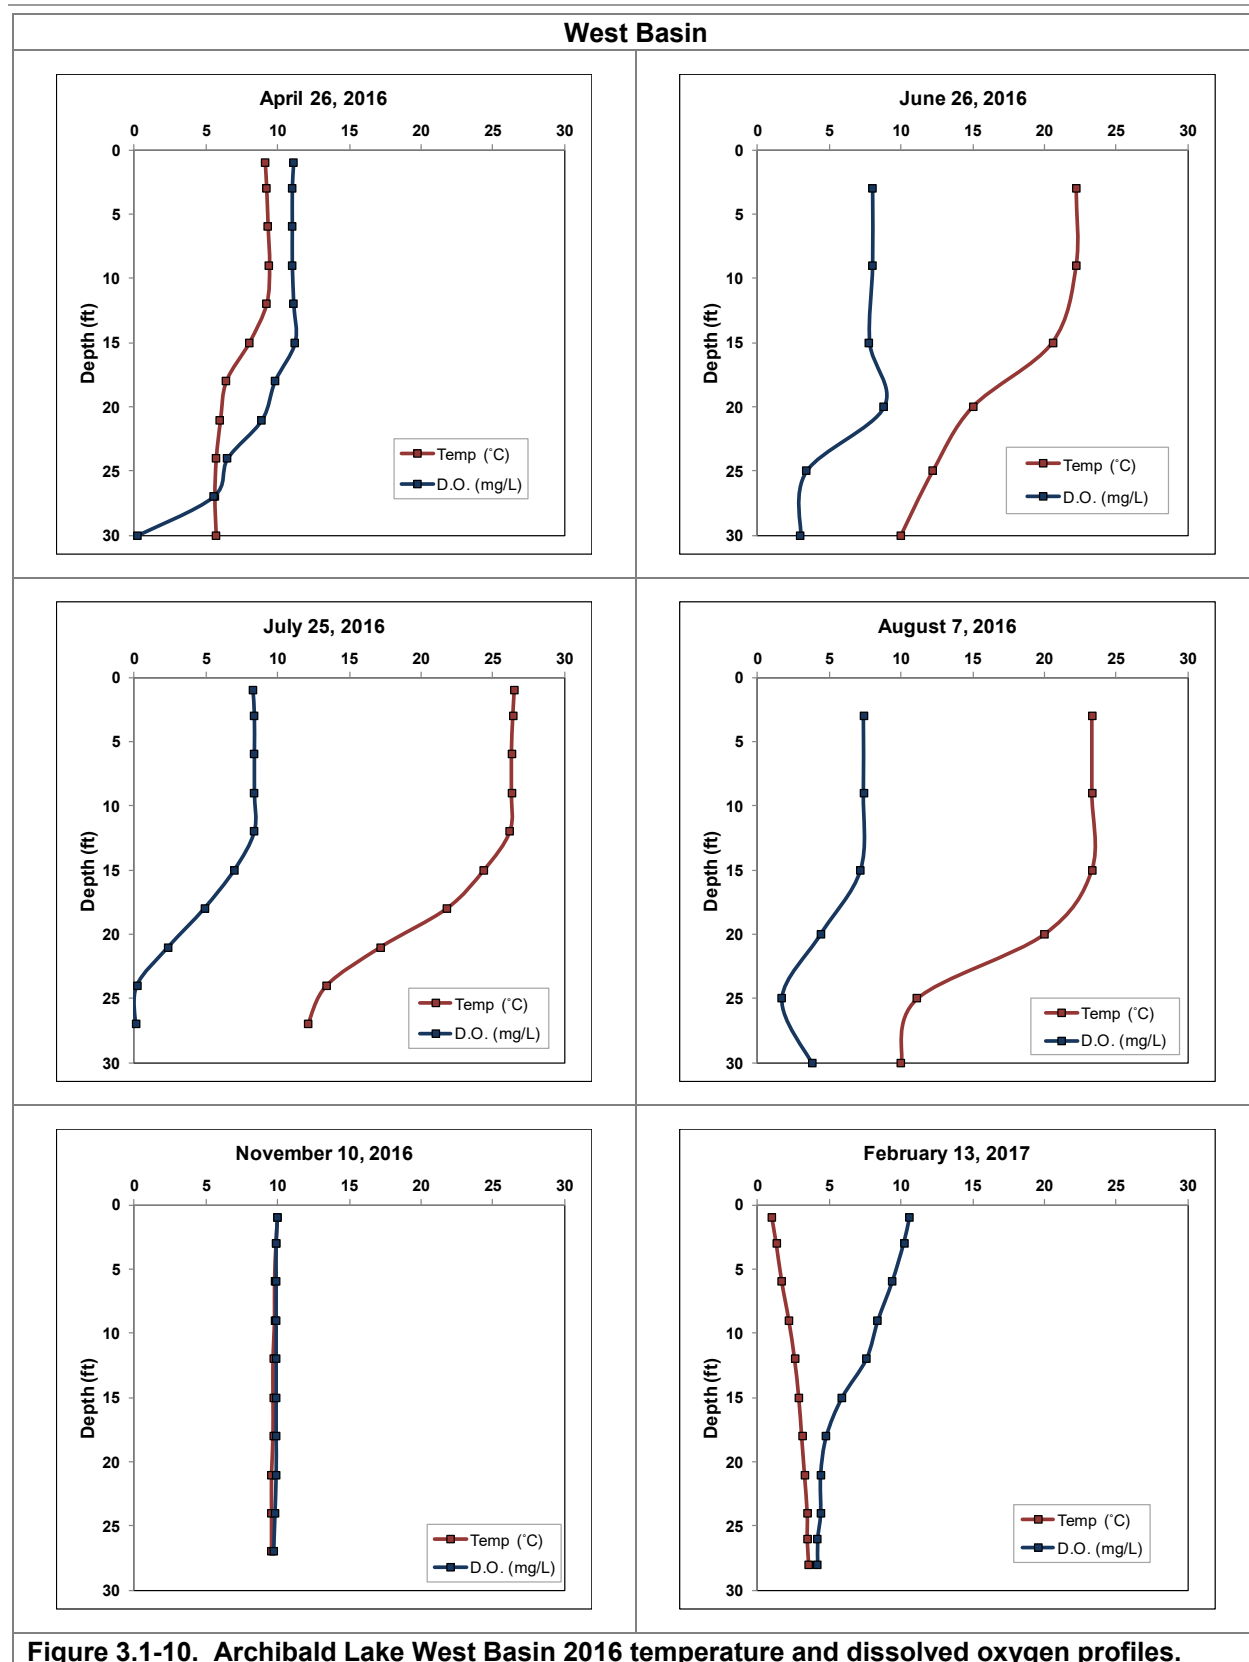 West Basin
April 26, 2016
0 5 10 15 20 25 30
0
5
10
15
20
25
30
Depth (ft)
Temp (˚C)
D.O. (mg/L)
June 26, 2016
0 5 10 15 20 25 30
0
5
10
15
20
25
30
Depth (ft)
Temp (˚C)
D.O. (mg/L)
July 25, 2016
0 5 10 15 20 25 30
0
5
10
15
20
25
30
Depth (ft)
Temp (˚C)
D.O. (mg/L)
August 7, 2016
0 5 10 15 20 25 30
0
5
10
15
20
25
30
Depth (ft)
Temp (˚C)
D.O. (mg/L)
November 10, 2016
0 5 10 15 20 25 30
0
5
10
15
20
25
30
Depth (ft)
Temp (˚C)
D.O. (mg/L)
February 13, 2017
0 5 10 15 20 25 30
0
5
10
15
20
25
30
Depth (ft)
Temp (˚C)
D.O. (mg/L)
Figure 3.1-10. Archibald Lake West Basin 2016 temperature and dissolved oxygen profiles.